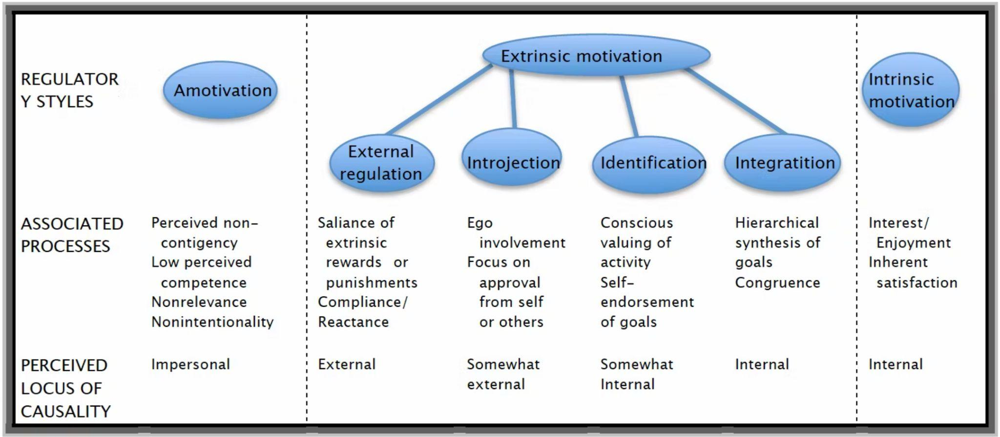 Extrinsic motivation
REGULATOR
Y STYLES
Amotivation
Intrinsic
motivation
External
regulation
Introjection
Identification
Integratition
ASSOCIATED
PROCESSES
Perceived non-
contigency
Low perceived
competence
Nonrelevance
Nonintentionality
Saliance of
extrinsic
rewards or
punishments
Compliance/
Reactance
Ego
involvement
Focus on
approval
from self
or others
Conscious
valuing of
activity
Self-
endorsement
of goals
Hierarchical
synthesis of
goals
Congruence
Interest/
Enjoyment
Inherent
satisfaction
PERCEIVED
LOCUS OF
CAUSALITY
Impersonal
External
Somewhat
external
Somewhat
Internal
Internal
Internal